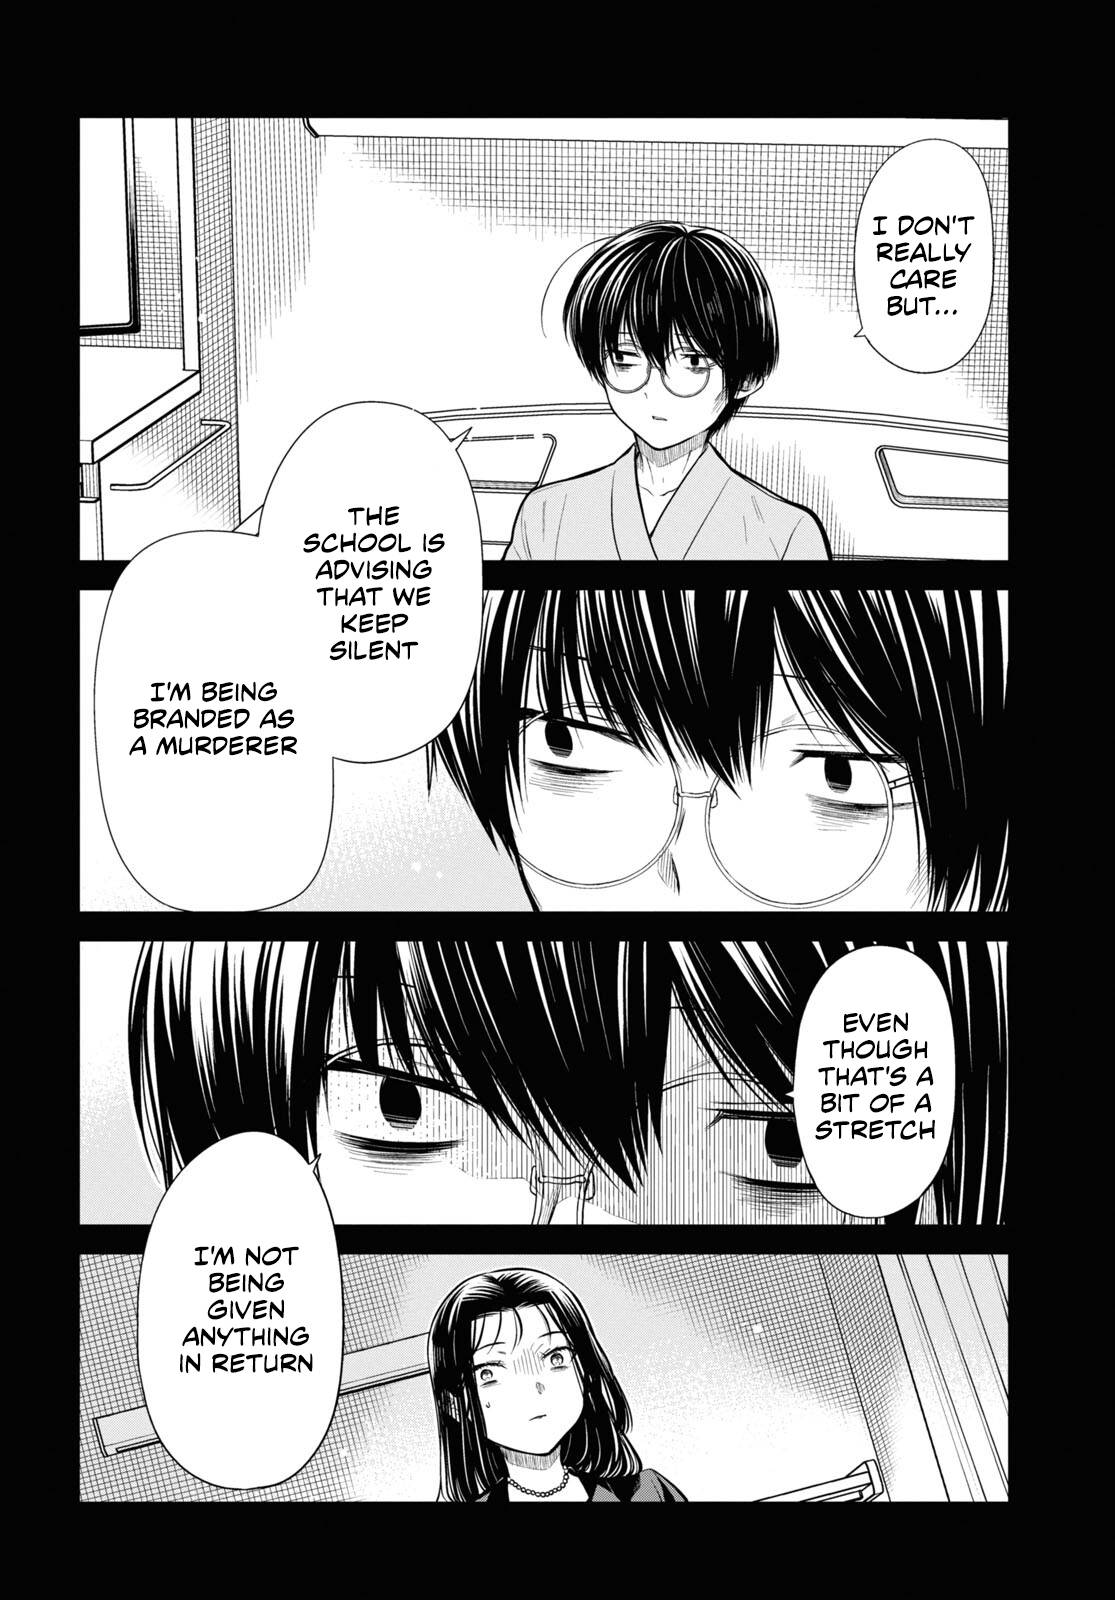 I DON'T
REALLY
CARE
BUT...
THE
SCHOOL IS
ADVISING
THAT WE
KEEP
SILENT
I'M BEING
BRANDED AS
A MURDERER
EVEN
THOUGH
THAT'S A
BIT OF A
STRETCH
I'M NOT
BEING
GIVEN
ANYTHING
IN RETURN